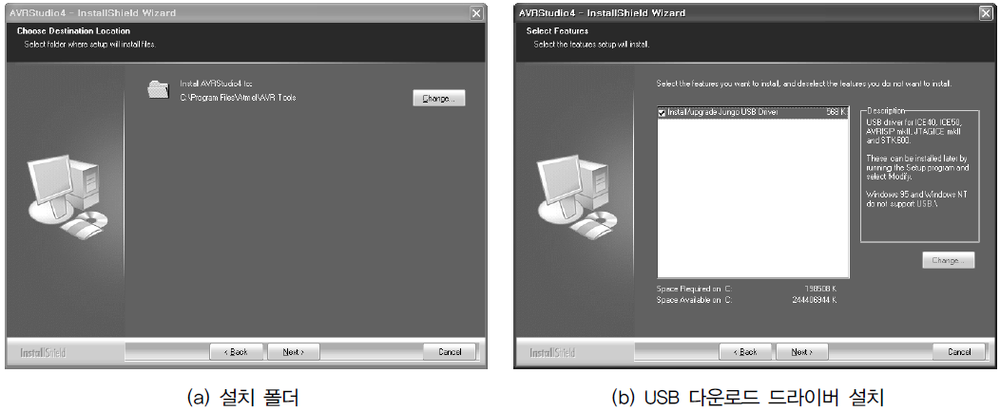 AVRStudio4 - InstallShield Wizard
Choose Destination Location
Select folder where setup will install files.
Install AVRStudio4 to:
C:\Program Files\Atmel\AVR Tools
Change...
InstallShield
< Back
Next >
Cancel
(a) 설치 폴더
AVRStudio4 - InstallShield Wizard
Select Features
Select the features setup will install.
Select the features you want to install, and deselect the features you do not want to install.
Install/upgrade Jungo USB Driver 568 K
Description
USB driver for ICE40, ICE50,
AVRISP mkII, JTAGICE mkII
and STK600.
These can be installed later by
running the Setup program and
select Modify.
Windows 95 and Windows NT
do not support USB.\
Change...
Space Required on C: 198508 K
Space Available on C: 244406944 K
InstallShield
< Back
Next >
Cancel
(b) USB 다운로드 드라이버 설치